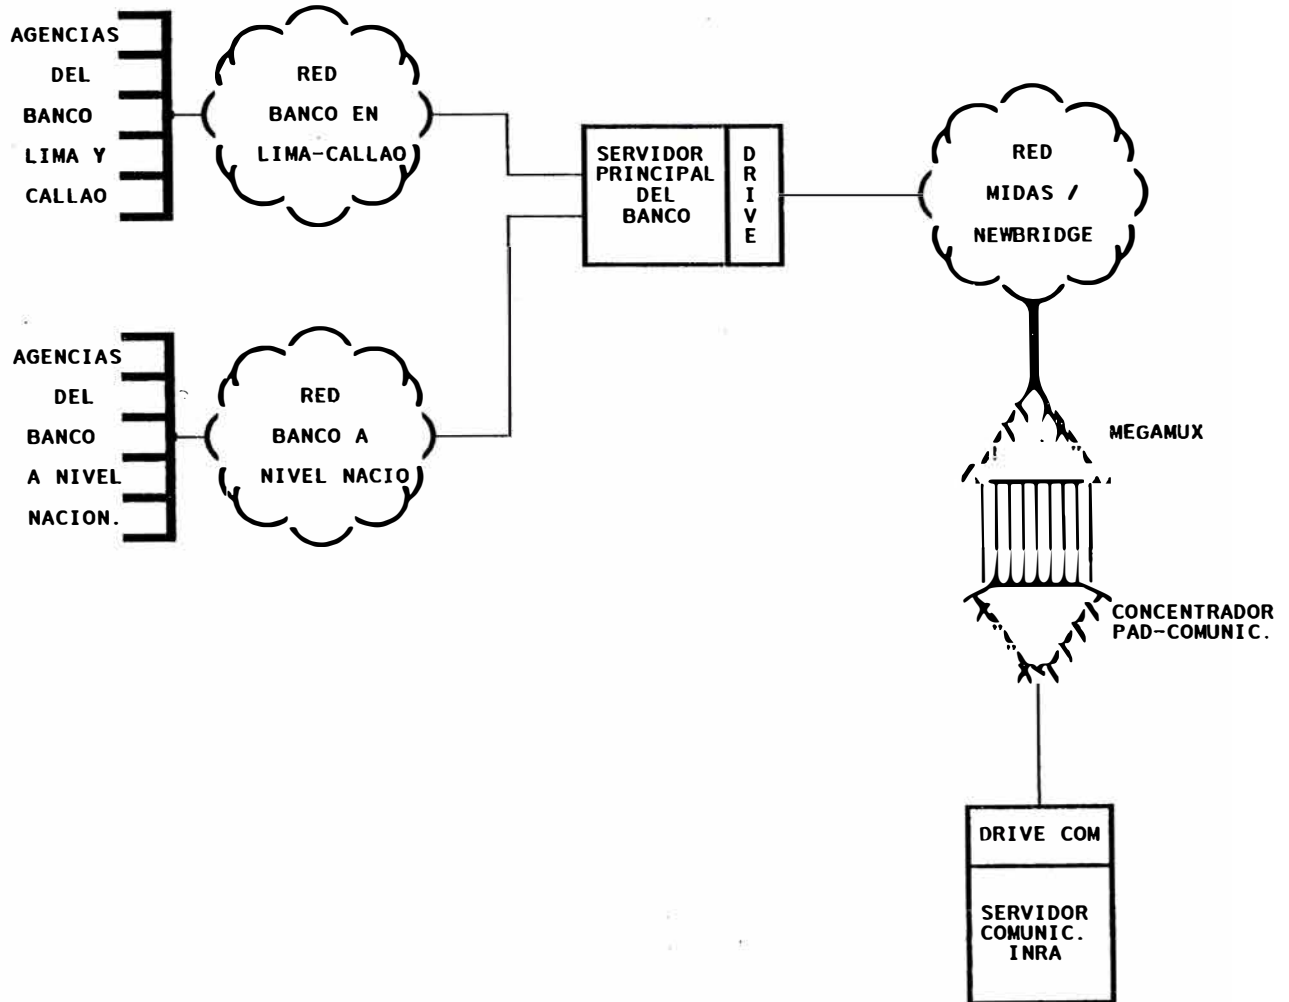 AGENCIAS
DEL
BANCO
LIMA Y
CALLAO
RED
BANCO EN
LIMA-CALLAO
SERVIDOR
PRINCIPAL
DEL
BANCO
DRIVE
RED
MIDAS /
NEWBRIDGE
AGENCIAS
DEL
BANCO
A NIVEL
NACION.
RED
BANCO A
NIVEL NACIO
MEGAMUX
CONCENTRADOR
PAD-COMUNIC.
DRIVE COM
SERVIDOR
COMUNIC.
INRA